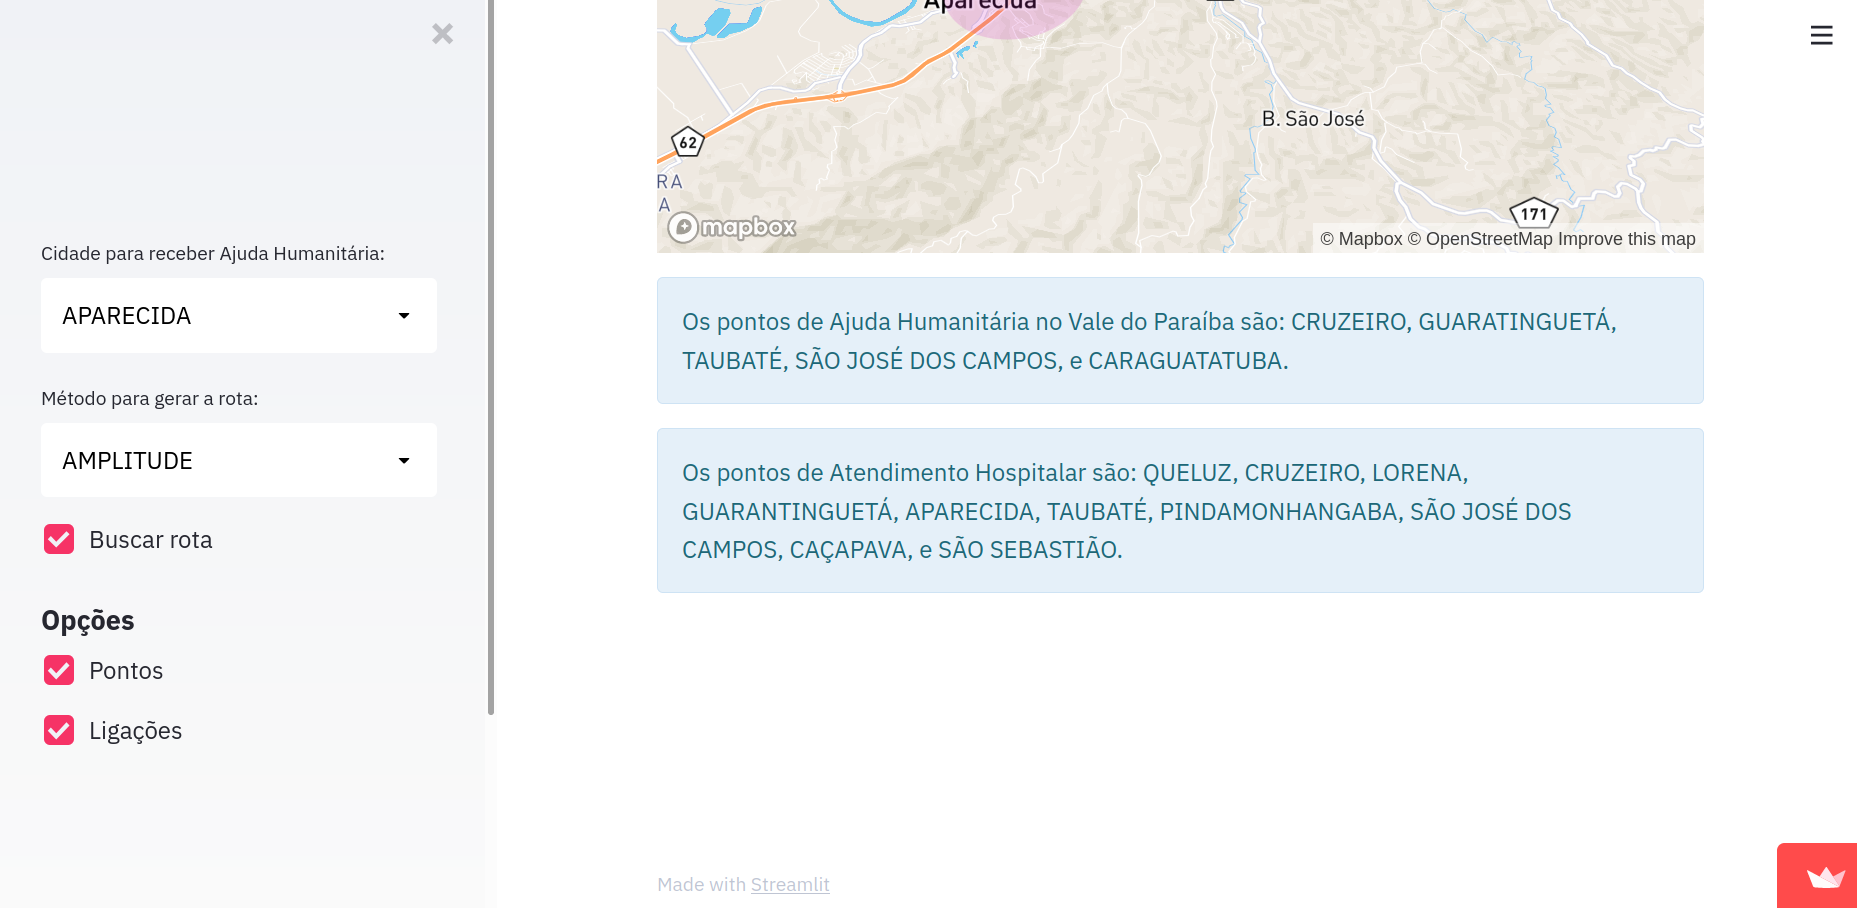 Cidade para receber Ajuda Humanitária:
APARECIDA
Método para gerar a rota:
AMPLITUDE
Buscar rota
Opções
Pontos
Ligações
Aparecida
B. São José
62
RA
A
171
mapbox
© Mapbox © OpenStreetMap Improve this map
Os pontos de Ajuda Humanitária no Vale do Paraíba são: CRUZEIRO, GUARATINGUETÁ,
TAUBATÉ, SÃO JOSÉ DOS CAMPOS, e CARAGUATATUBA.
Os pontos de Atendimento Hospitalar são: QUELUZ, CRUZEIRO, LORENA,
GUARANTINGUETÁ, APARECIDA, TAUBATÉ, PINDAMONHANGABA, SÃO JOSÉ DOS
CAMPOS, CAÇAPAVA, e SÃO SEBASTIÃO.
Made with Streamlit